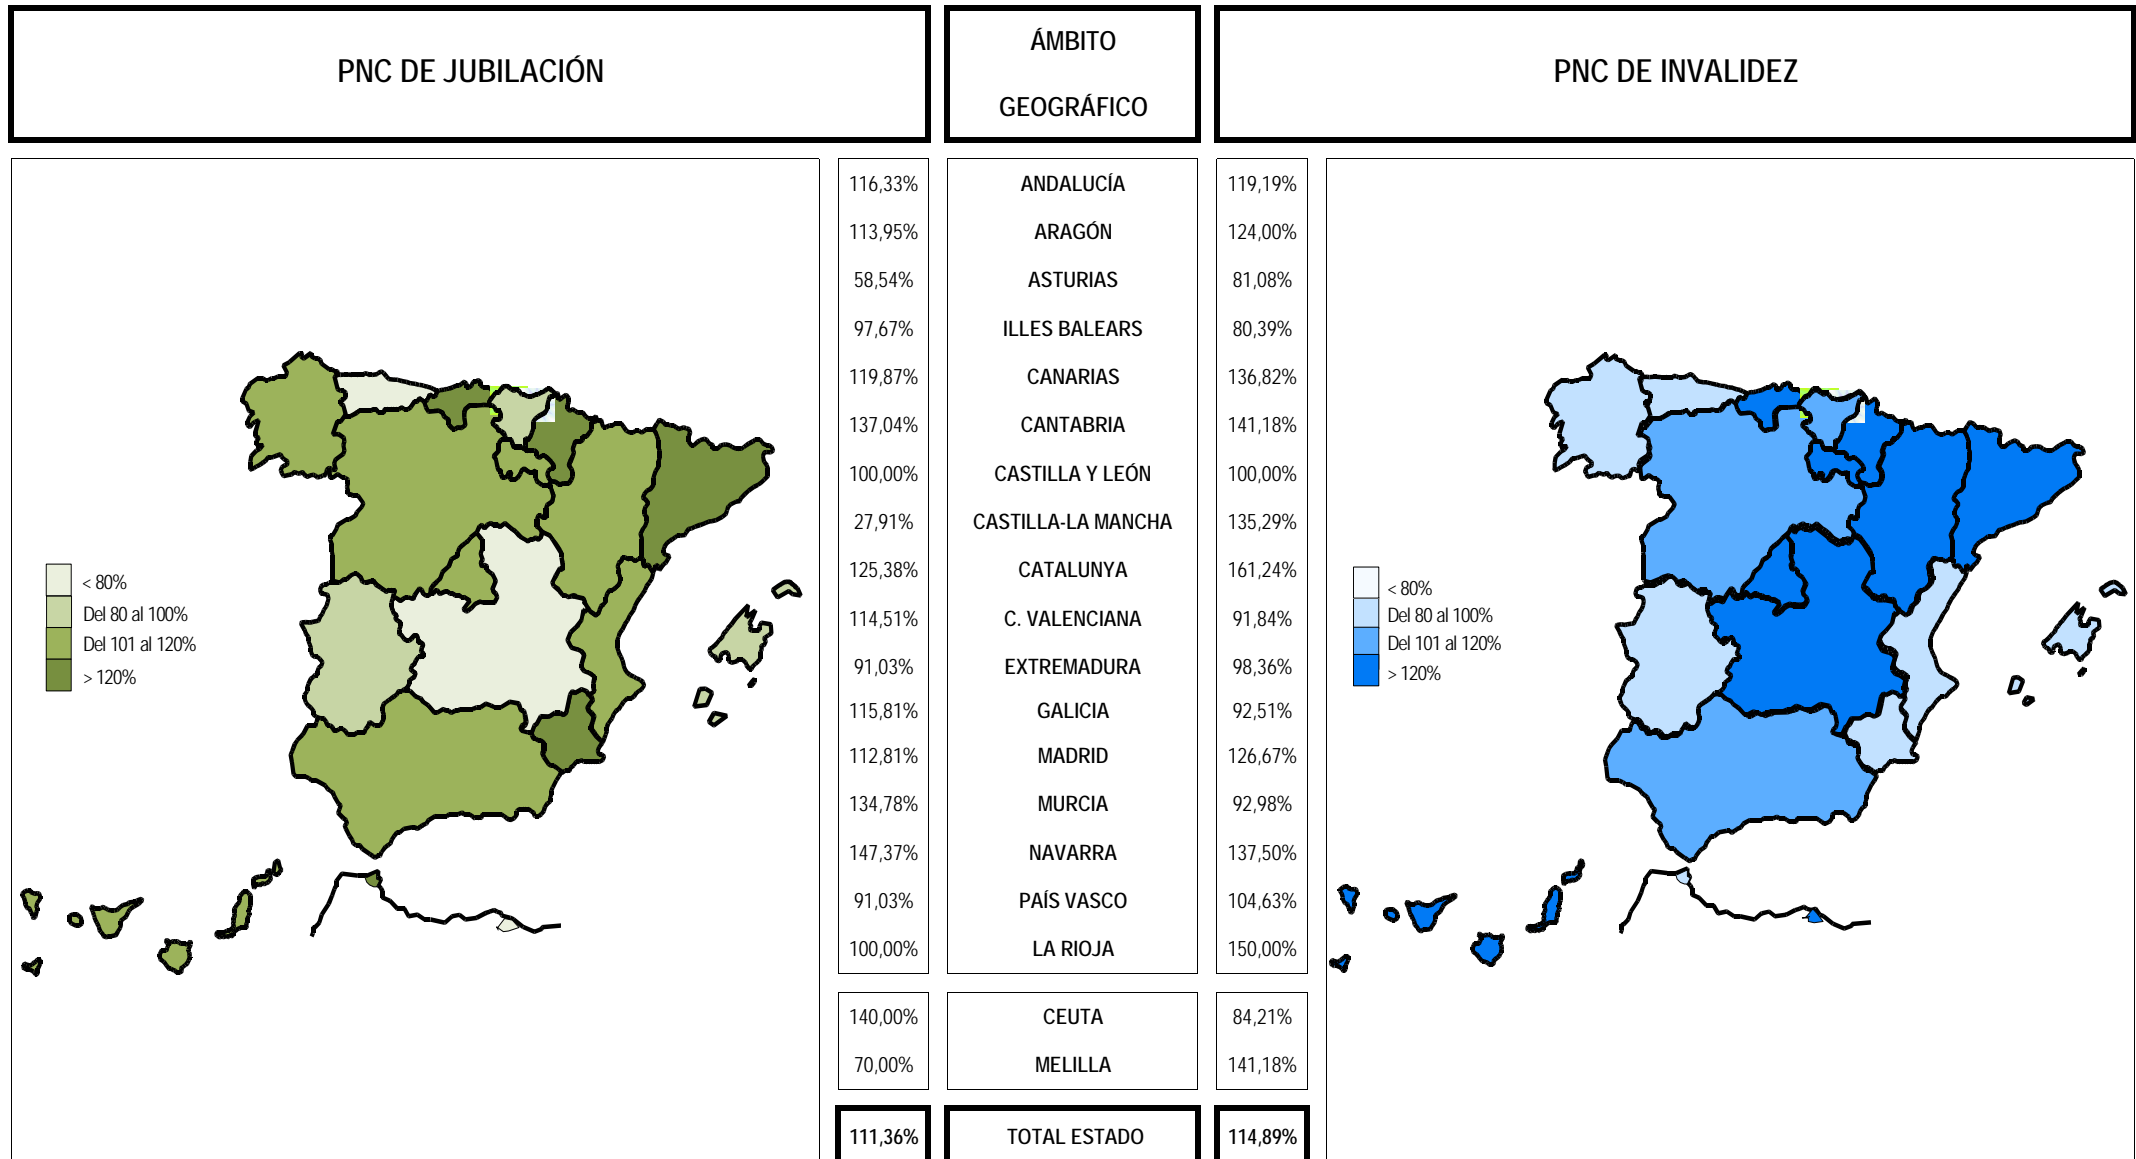 PNC DE JUBILACIÓN
ÁMBITO
GEOGRÁFICO
PNC DE INVALIDEZ
116,33% ANDALUCÍA 119,19%
113,95% ARAGÓN 124,00%
58,54% ASTURIAS 81,08%
97,67% ILLES BALEARS 80,39%
119,87% CANARIAS 136,82%
137,04% CANTABRIA 141,18%
100,00% CASTILLA Y LEÓN 100,00%
27,91% CASTILLA-LA MANCHA 135,29%
125,38% CATALUNYA 161,24%
114,51% C. VALENCIANA 91,84%
91,03% EXTREMADURA 98,36%
115,81% GALICIA 92,51%
112,81% MADRID 126,67%
134,78% MURCIA 92,98%
147,37% NAVARRA 137,50%
91,03% PAÍS VASCO 104,63%
100,00% LA RIOJA 150,00%
140,00% CEUTA 84,21%
70,00% MELILLA 141,18%
111,36% TOTAL ESTADO 114,89%
< 80%
Del 80 al 100%
Del 101 al 120%
> 120%
< 80%
Del 80 al 100%
Del 101 al 120%
> 120%